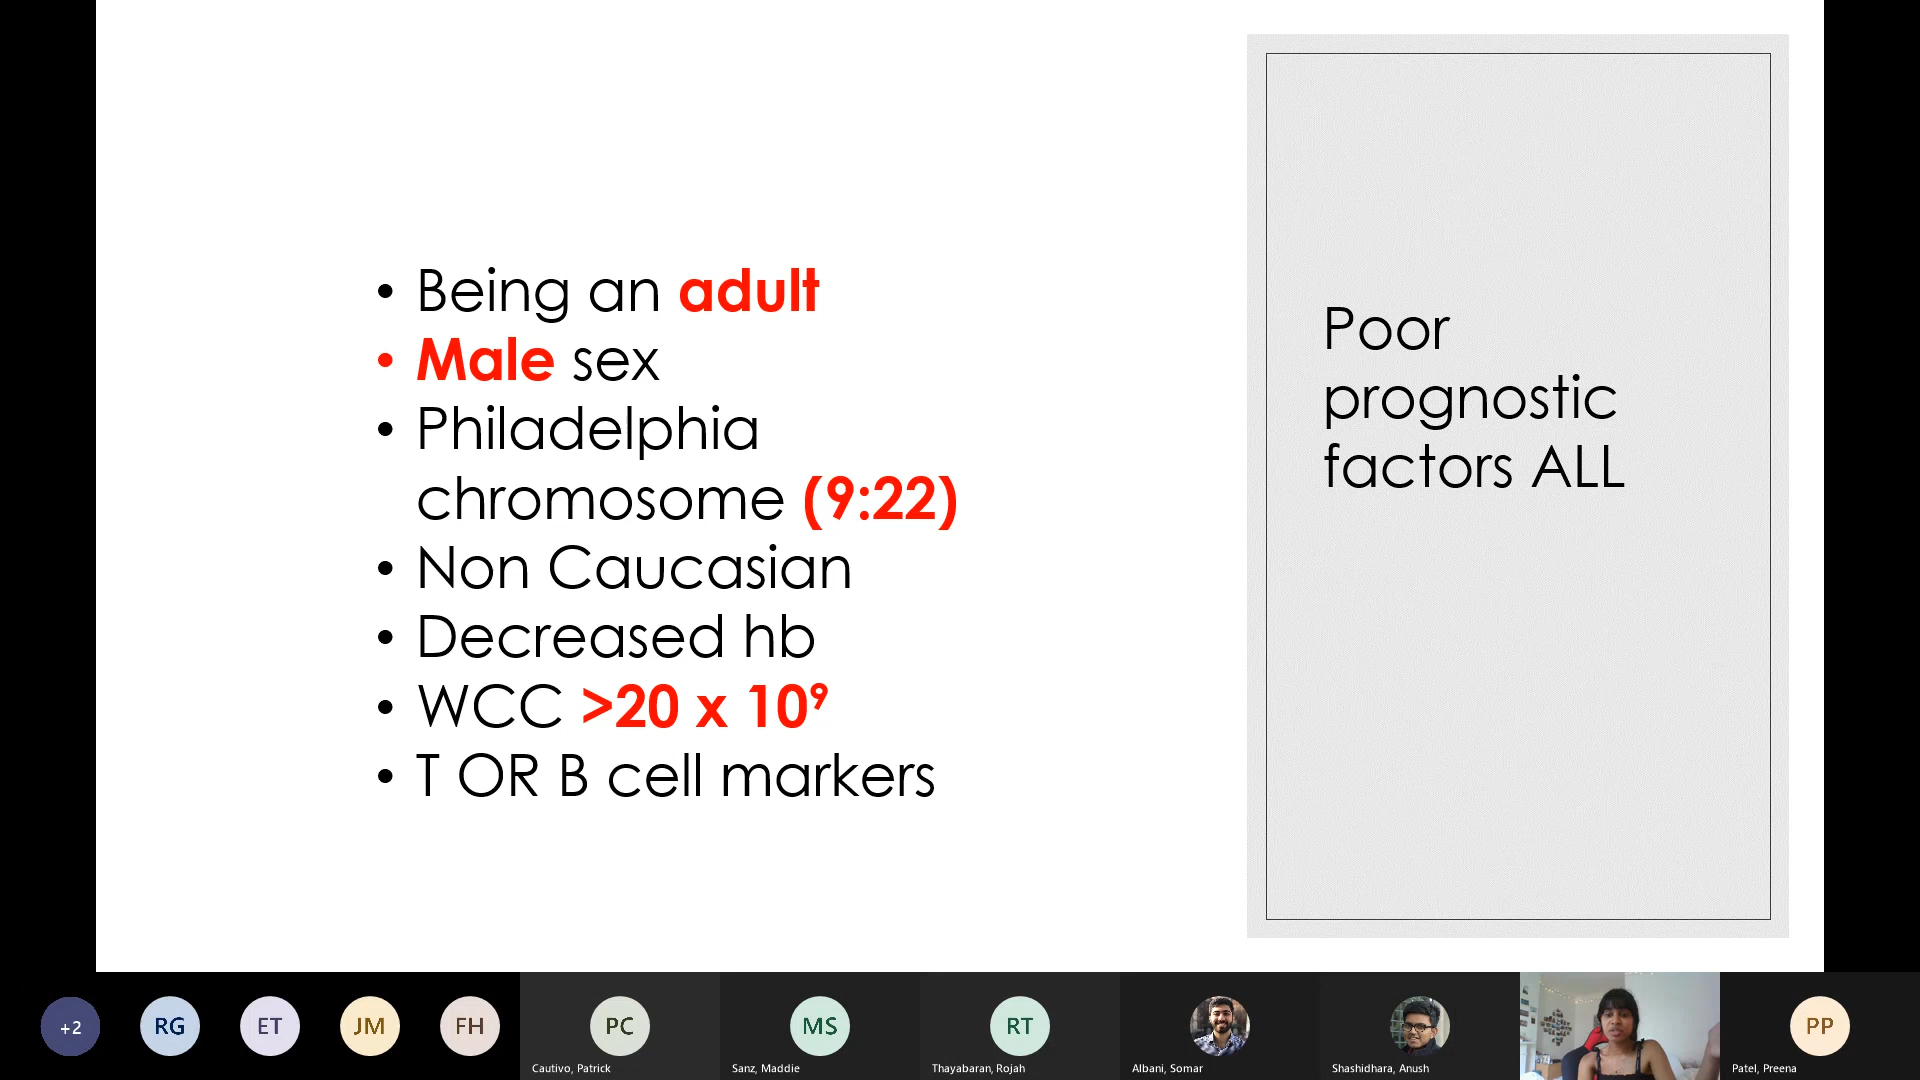 • Being an adult
• Male sex
• Philadelphia
chromosome (9:22)
• Non Caucasian
• Decreased hb
• WCC >20 x 10⁹
• T OR B cell markers
Poor
prognostic
factors ALL
+2
RG
ET
JM
FH
PC
MS
RT
PP
Cautivo, Patrick
Sanz, Maddie
Thayabaran, Rojah
Albani, Somar
Shashidhara, Anush
Patel, Preena